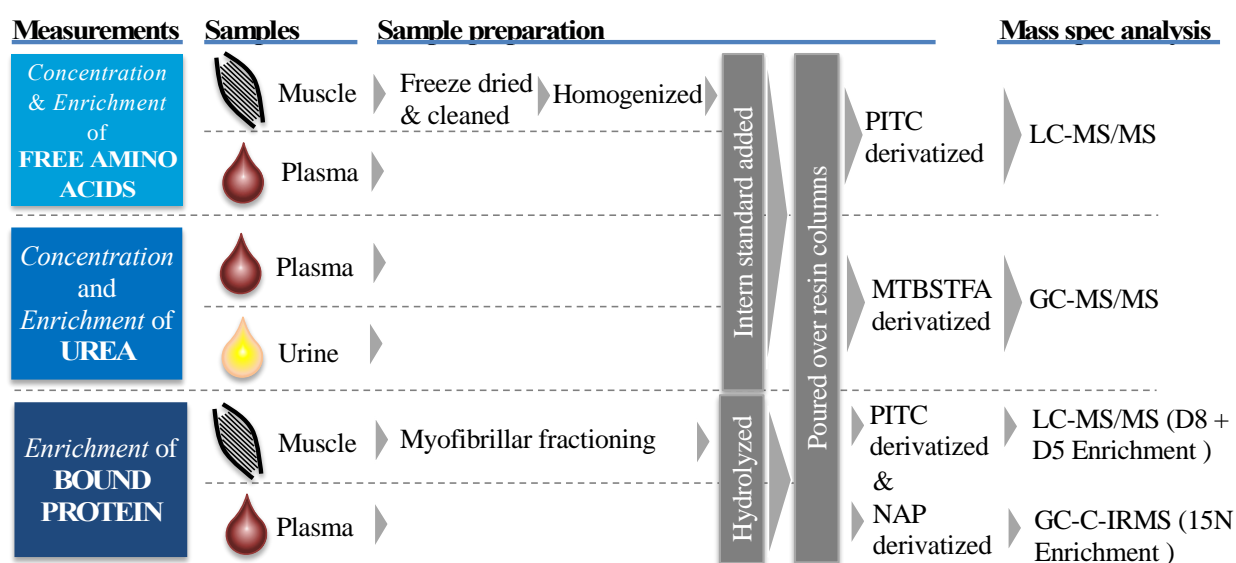 Measurements Samples Sample preparation Mass spec analysis
Concentration
& Enrichment
of
FREE AMINO
ACIDS
Muscle
Freeze dried
& cleaned
Homogenized
Plasma
Intern standard added
Poured over resin columns
PITC
derivatized
LC-MS/MS
Concentration
and
Enrichment of
UREA
Plasma
Urine
MTBSTFA
derivatized
GC-MS/MS
Enrichment of
BOUND
PROTEIN
Muscle
Myofibrillar fractioning
Plasma
Hydrolyzed
PITC
derivatized
&
NAP
derivatized
LC-MS/MS (D8 +
D5 Enrichment )
GC-C-IRMS (15N
Enrichment )